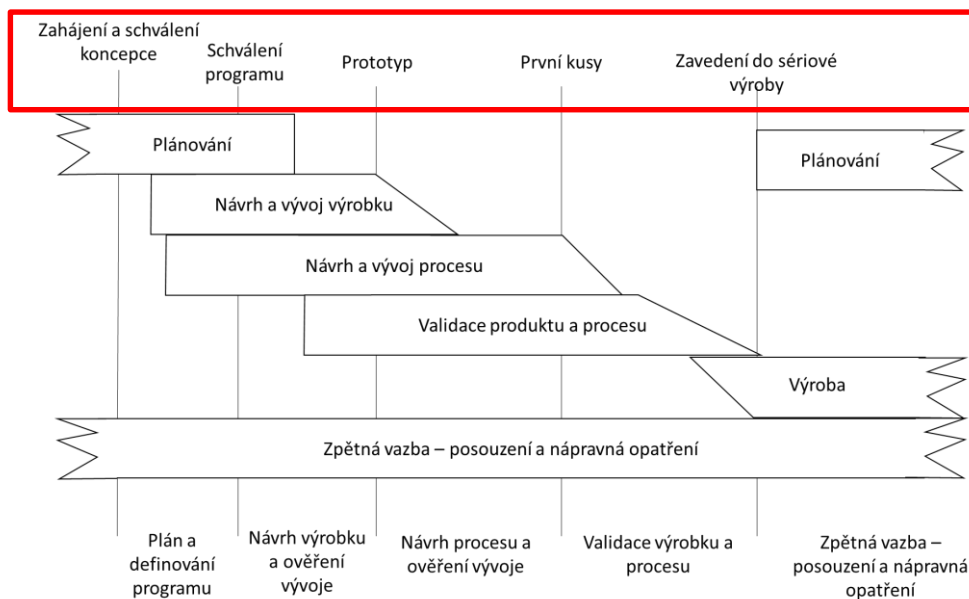 Zahájení a schválení
koncepce
Schválení
programu
Prototyp
První kusy
Zavedení do sériové
výroby
Plánování
Plánování
Návrh a vývoj výrobku
Návrh a vývoj procesu
Validace produktu a procesu
Výroba
Zpětná vazba – posouzení a nápravná opatření
Plán a
definování
programu
Návrh výrobku
a ověření
vývoje
Návrh procesu a
ověření vývoje
Validace výrobku a
procesu
Zpětná vazba –
posouzení a nápravná
opatření